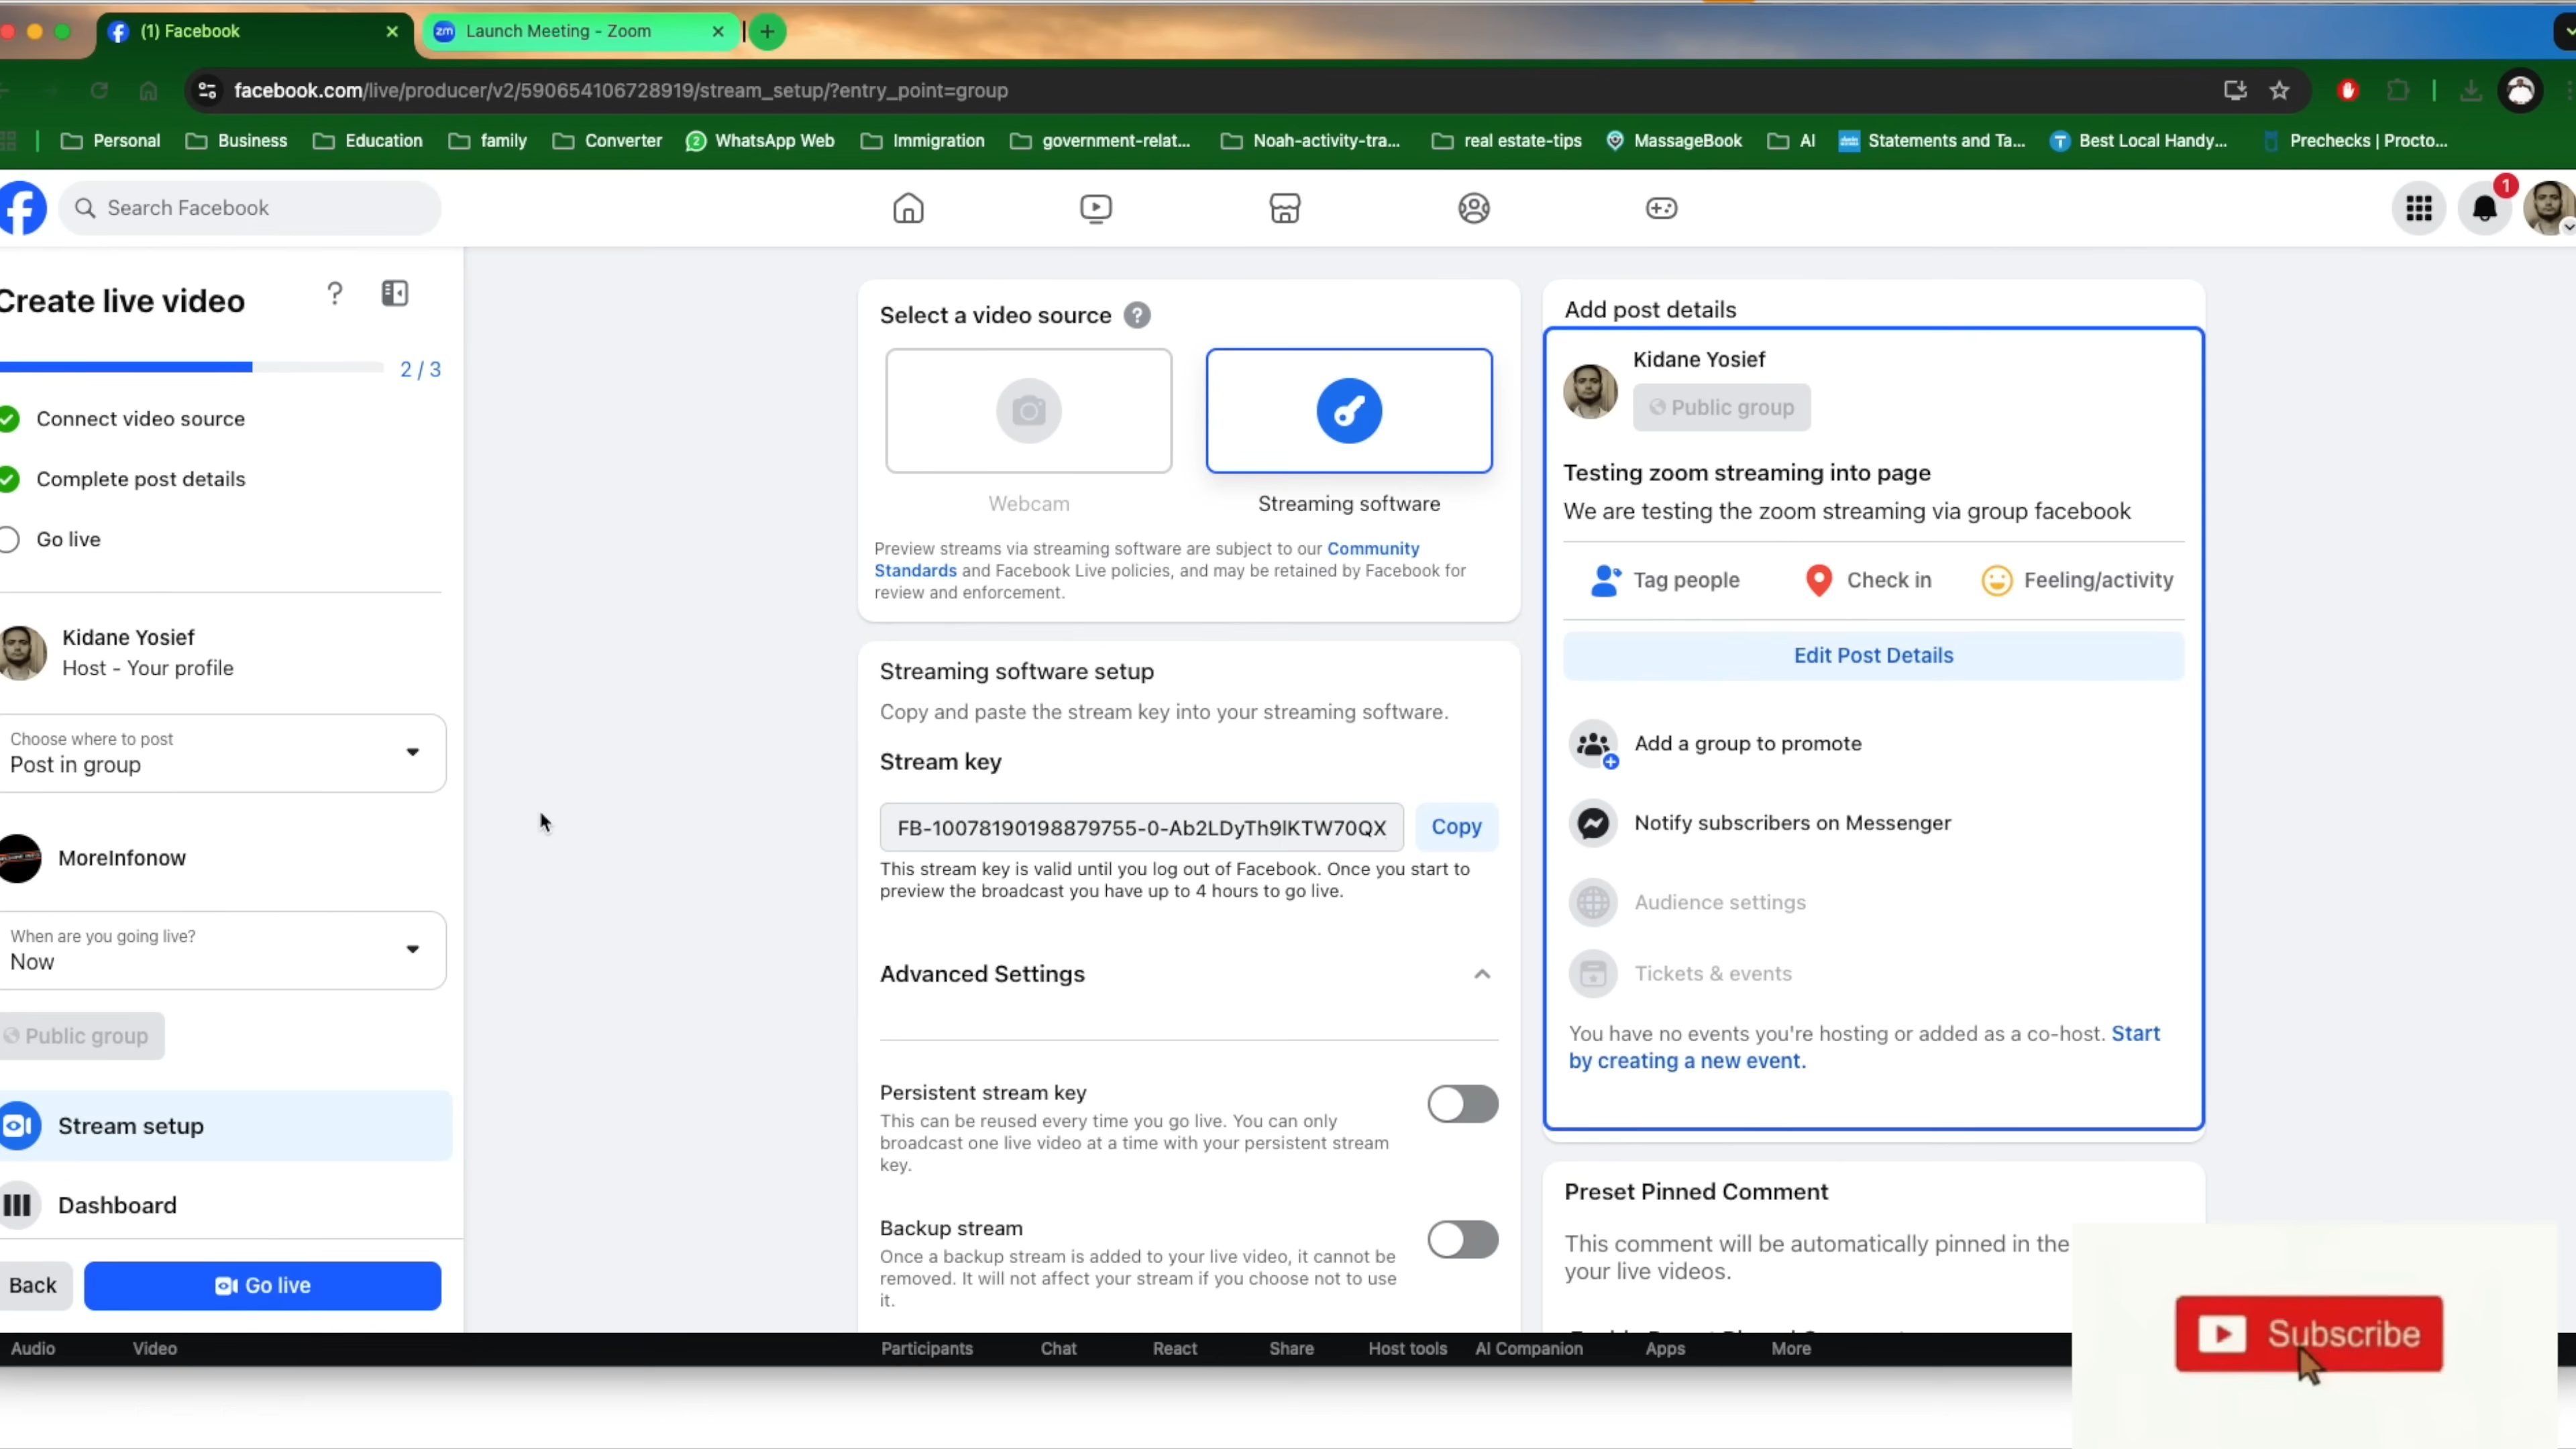 (1) Facebook
zm Launch Meeting - Zoom
facebook.com/live/producer/v2/590654106728919/stream_setup/?entry_point=group
Personal Business Education family Converter WhatsApp Web Immigration government-relat... Noah-activity-tra... real estate-tips MassageBook AI Statements and Ta... Best Local Handy... Prechecks | Procto...
Search Facebook
1
Create live video
2 / 3
Connect video source
Complete post details
Go live
Kidane Yosief
Host - Your profile
Choose where to post
Post in group
MoreInfonow
When are you going live?
Now
Public group
Stream setup
Dashboard
Back
Go live
Select a video source
Webcam
Streaming software
Preview streams via streaming software are subject to our Community
Standards and Facebook Live policies, and may be retained by Facebook for
review and enforcement.
Streaming software setup
Copy and paste the stream key into your streaming software.
Stream key
FB-10078190198879755-0-Ab2LDyTh9lKTW70QX
Copy
This stream key is valid until you log out of Facebook. Once you start to
preview the broadcast you have up to 4 hours to go live.
Advanced Settings
Persistent stream key
This can be reused every time you go live. You can only
broadcast one live video at a time with your persistent stream
key.
Backup stream
Once a backup stream is added to your live video, it cannot be
removed. It will not affect your stream if you choose not to use
it.
Add post details
Kidane Yosief
Public group
Testing zoom streaming into page
We are testing the zoom streaming via group facebook
Tag people
Check in
Feeling/activity
Edit Post Details
Add a group to promote
Notify subscribers on Messenger
Audience settings
Tickets & events
You have no events you're hosting or added as a co-host. Start
by creating a new event.
Preset Pinned Comment
This comment will be automatically pinned in the
your live videos.
Audio Video Participants Chat React Share Host tools AI Companion Apps More
Subscribe